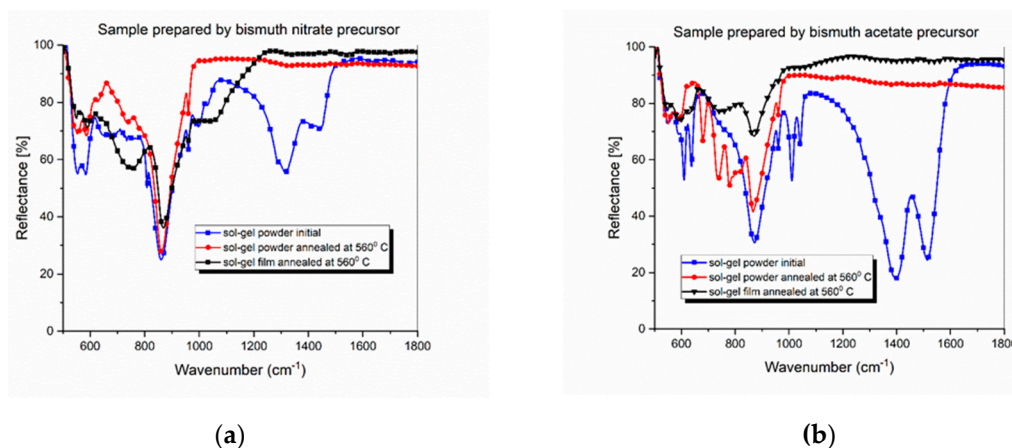 Sample prepared by bismuth nitrate precursor
100
80
60
40
20
0
Reflectance [%]
sol-gel powder initial
sol-gel powder annealed at 560⁰ C
sol-gel film annealed at 560⁰ C
600 800 1000 1200 1400 1600 1800
Wavenumber (cm⁻¹)
(a)
Sample prepared by bismuth acetate precursor
100
80
60
40
20
0
Reflectance [%]
sol-gel powder initial
sol-gel powder annealed at 560⁰ C
sol-gel film annealed at 560⁰ C
600 800 1000 1200 1400 1600 1800
Wavenumber (cm⁻¹)
(b)